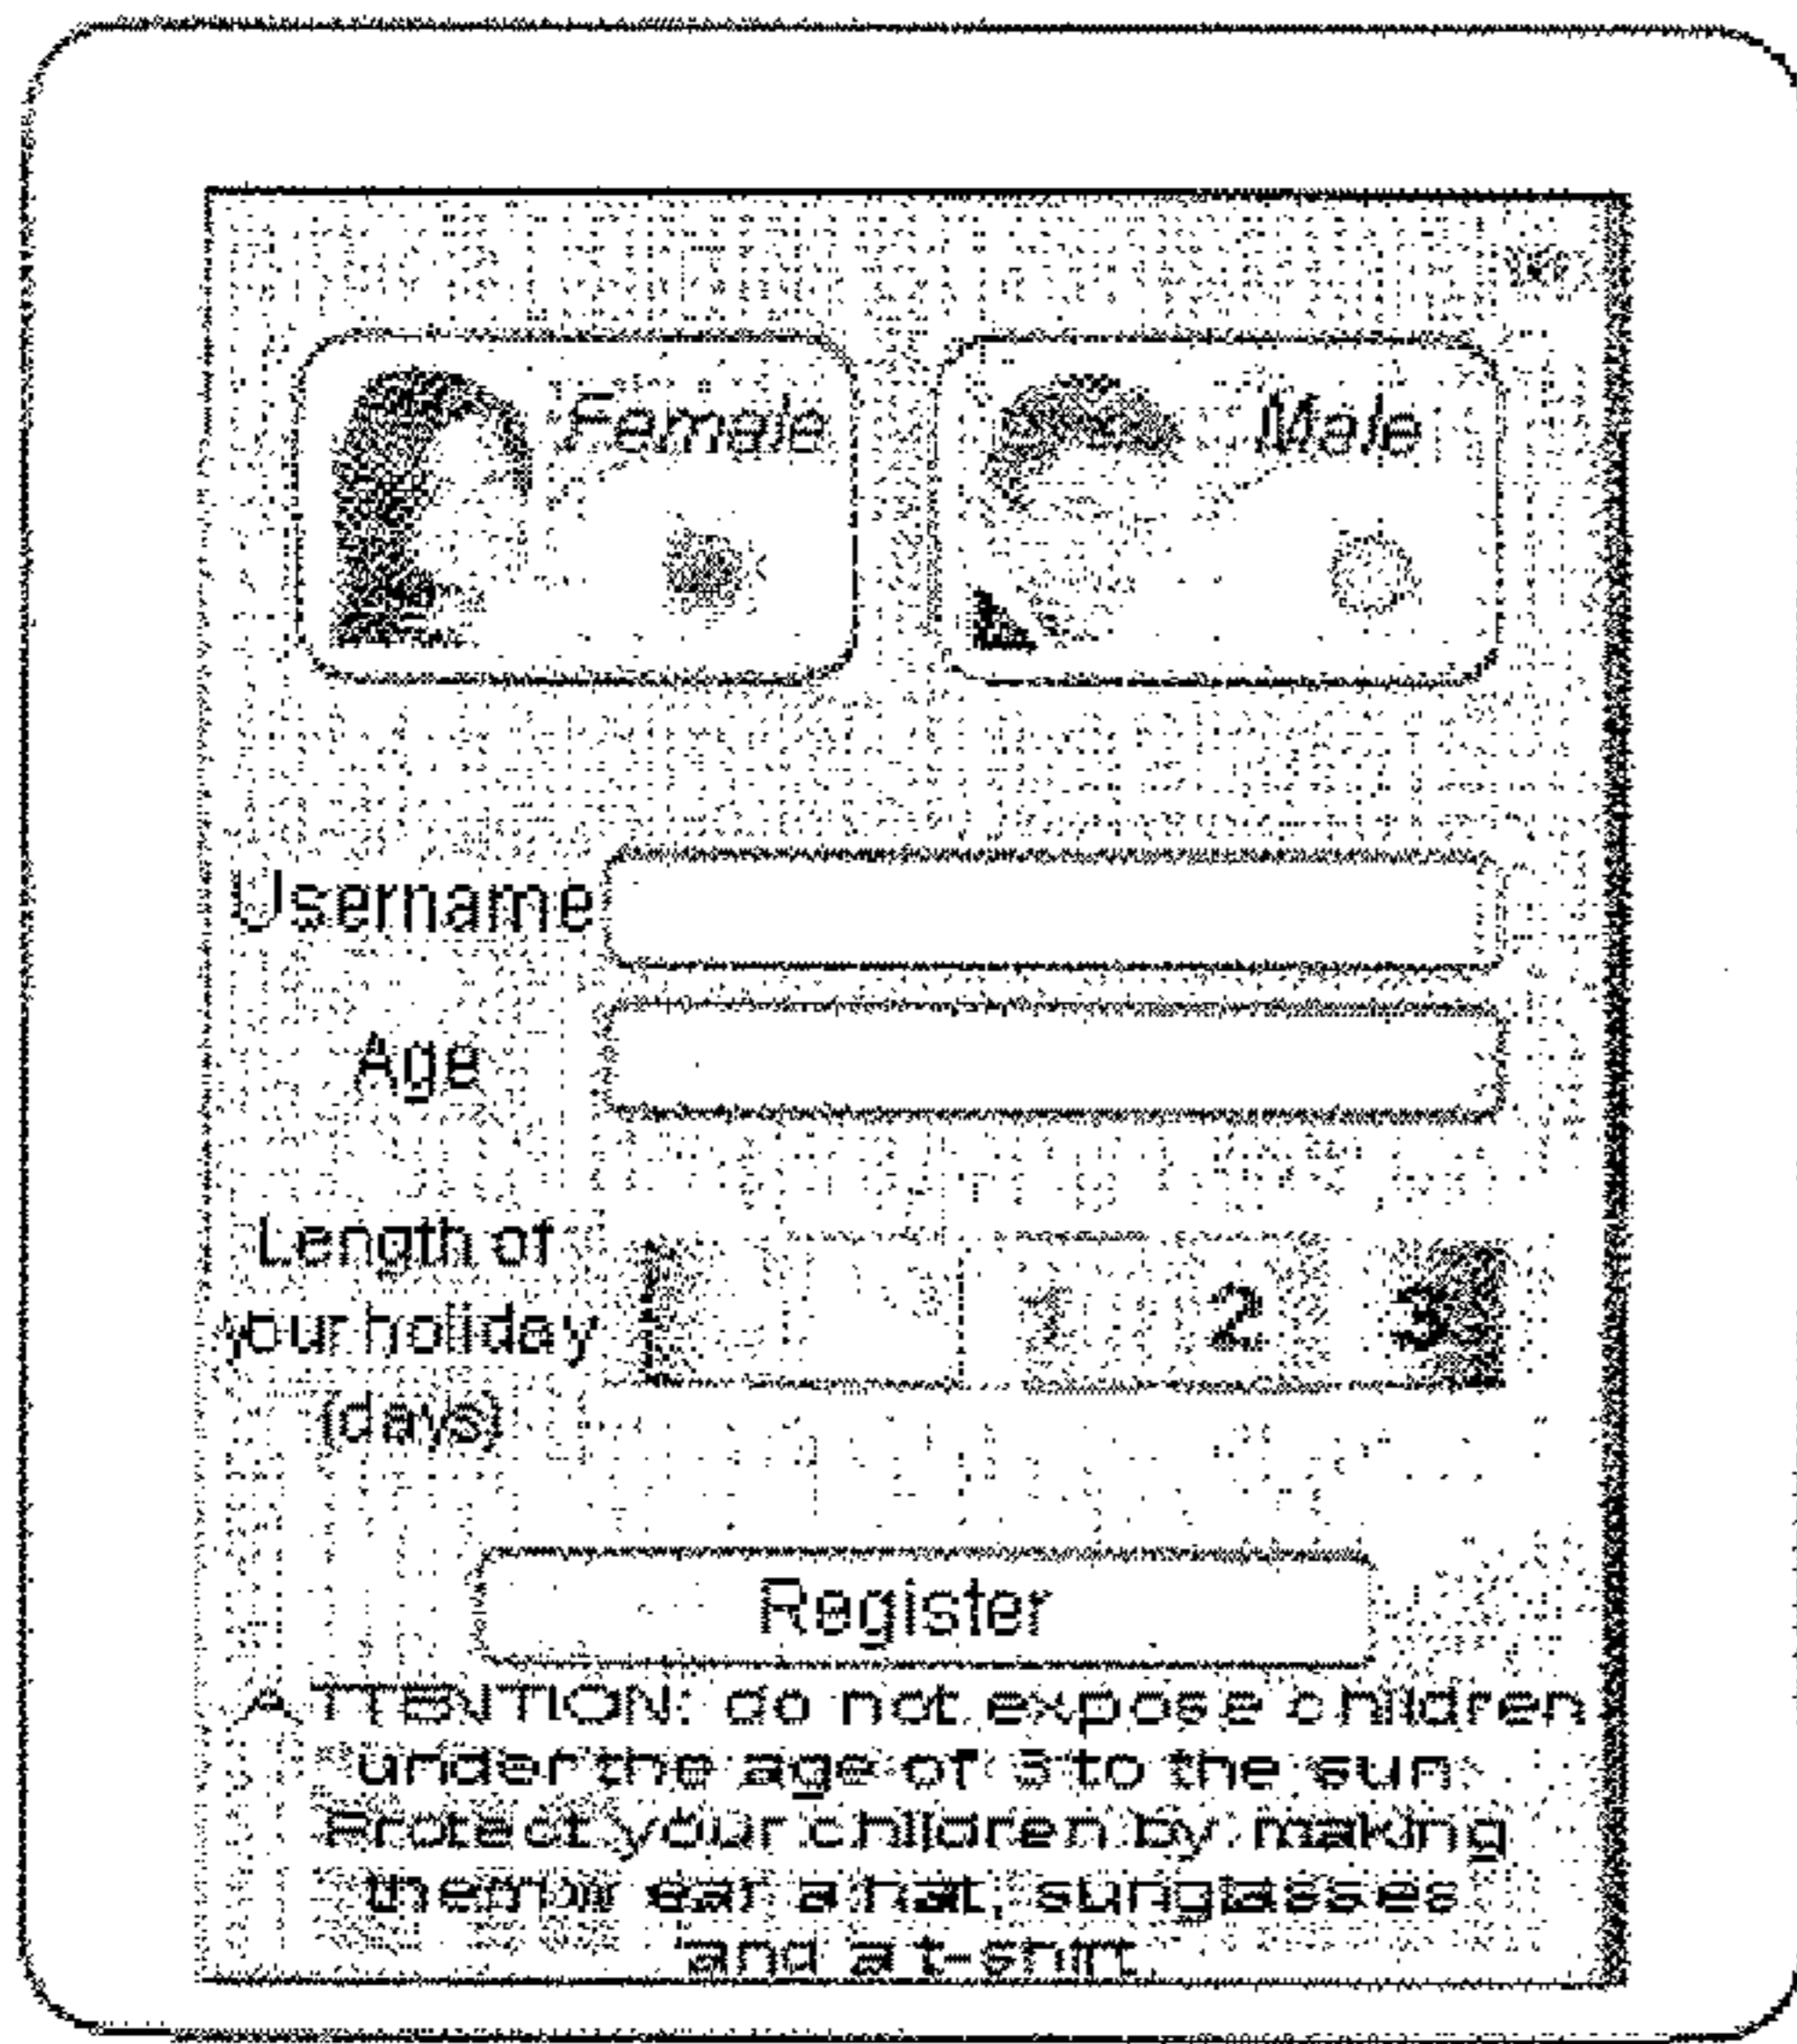 Female Male
Username
Age
Length of
your holiday
(days)
1 2 3
Register
ATTENTION: do not expose children
under the age of 3 to the sun.
Protect your children by making
them wear a hat, sunglasses
and a t-shirt.